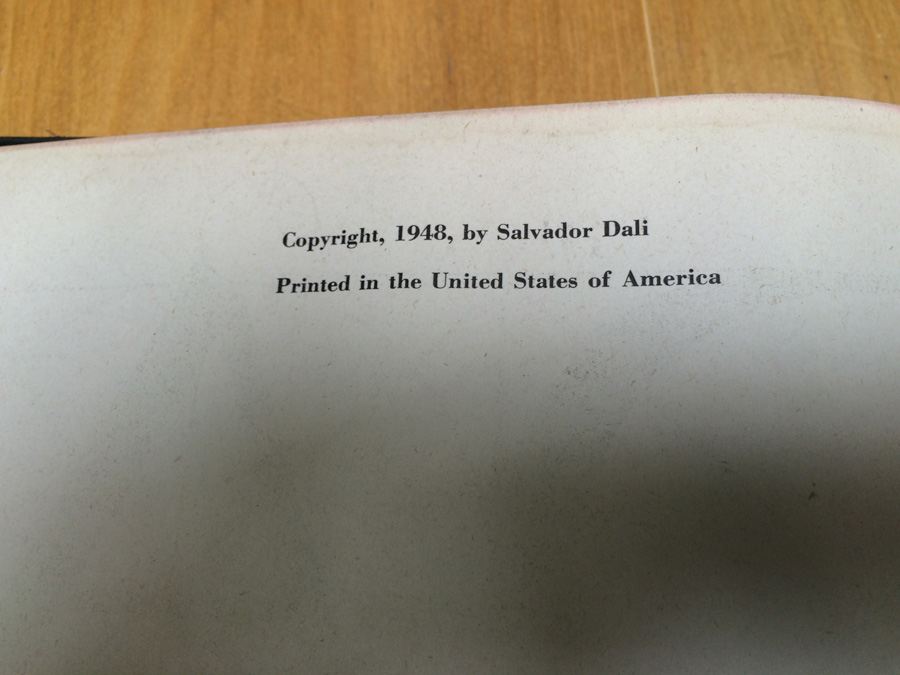 Copyright, 1948, by Salvador Dali
Printed in the United States of America